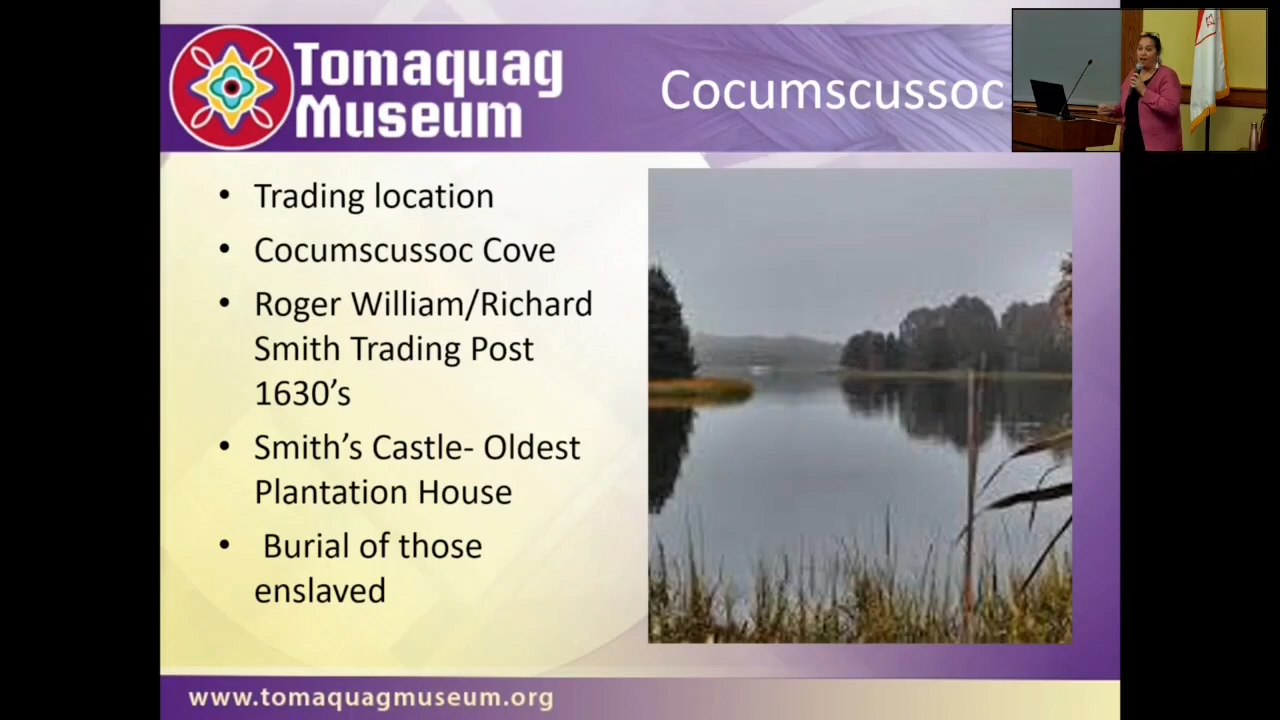 Tomaquag
Museum
Cocumscussoc
• Trading location
• Cocumscussoc Cove
• Roger William/Richard
Smith Trading Post
1630's
• Smith's Castle- Oldest
Plantation House
• Burial of those
enslaved
www.tomaquagmuseum.org